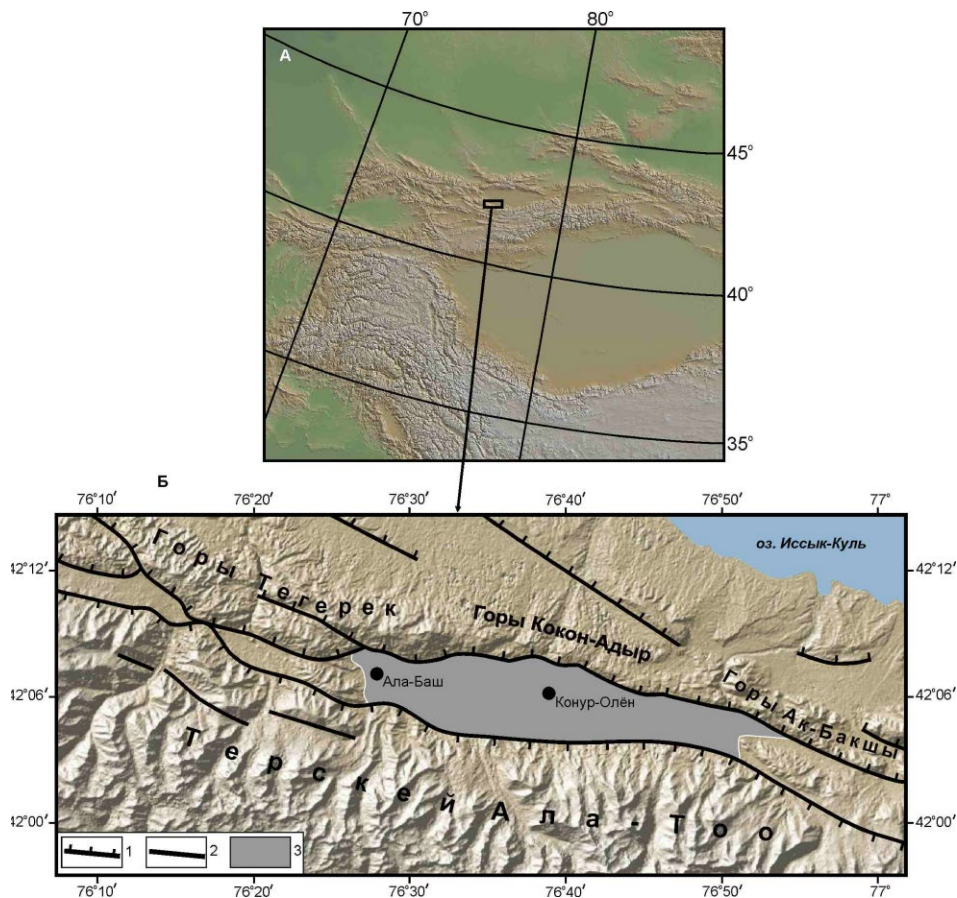 70° 80°
А
45°
40°
35°
Б
76°10′ 76°20′ 76°30′ 76°40′ 76°50′ 77°
оз. Иссык-Куль
42°12′ 42°12′
Горы Тегерек
Горы Кокон-Адыр
Ала-Баш
Конур-Олён
42°06′ 42°06′
Горы Ак-Бакшы
Терскей Ала-Тоо
42°00′ 42°00′
1 2 3
76°10′ 76°20′ 76°30′ 76°40′ 76°50′ 77°